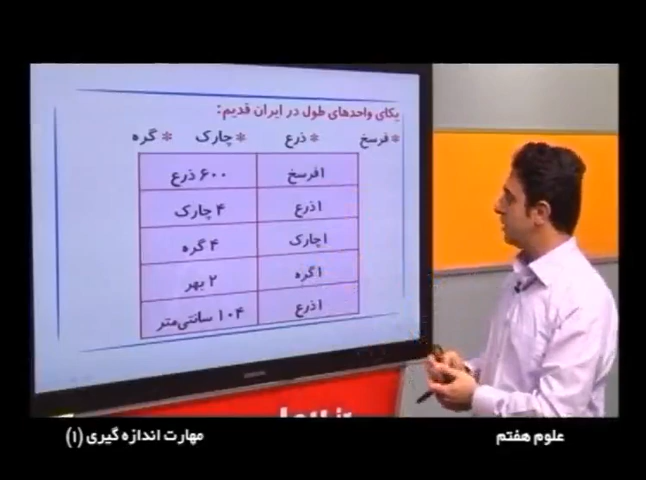 یکای واحدهای طول در ایران قدیم:
* فرسخ * ذرع * چارک * گره
۱فرسخ ۶۰۰۰ ذرع
۱ذرع ۴ چارک
۱چارک ۴ گره
۱گره ۲ بهر
۱ذرع ۱۰۴ سانتی‌متر
علوم هفتم
مهارت اندازه گیری (۱)